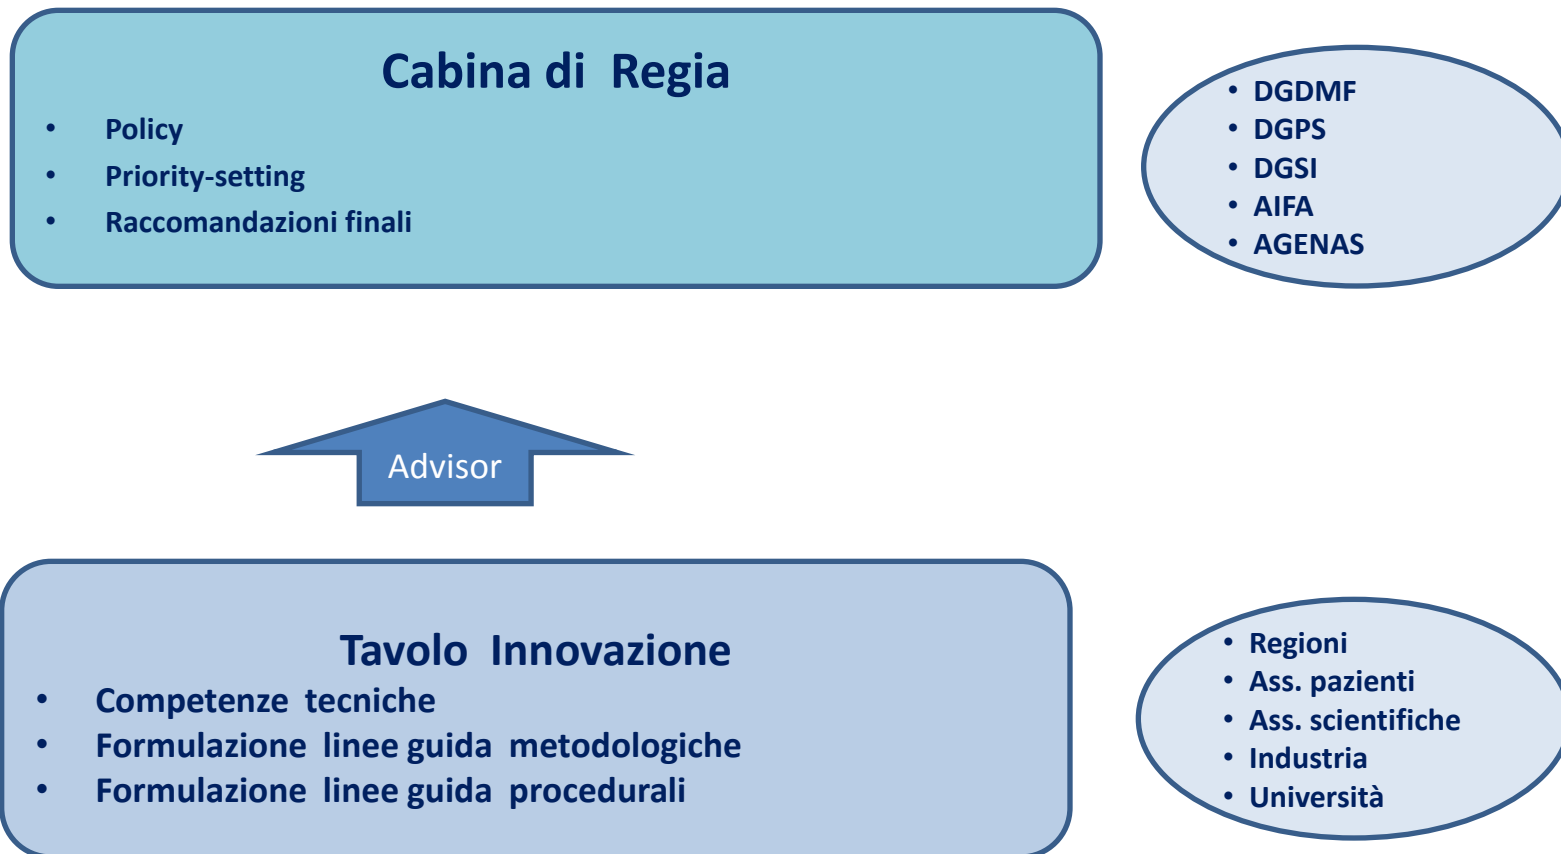 Cabina di Regia
• Policy
• Priority-setting
• Raccomandazioni finali
• DGDMF
• DGPS
• DGSI
• AIFA
• AGENAS
Advisor
Tavolo Innovazione
• Competenze tecniche
• Formulazione linee guida metodologiche
• Formulazione linee guida procedurali
• Regioni
• Ass. pazienti
• Ass. scientifiche
• Industria
• Università